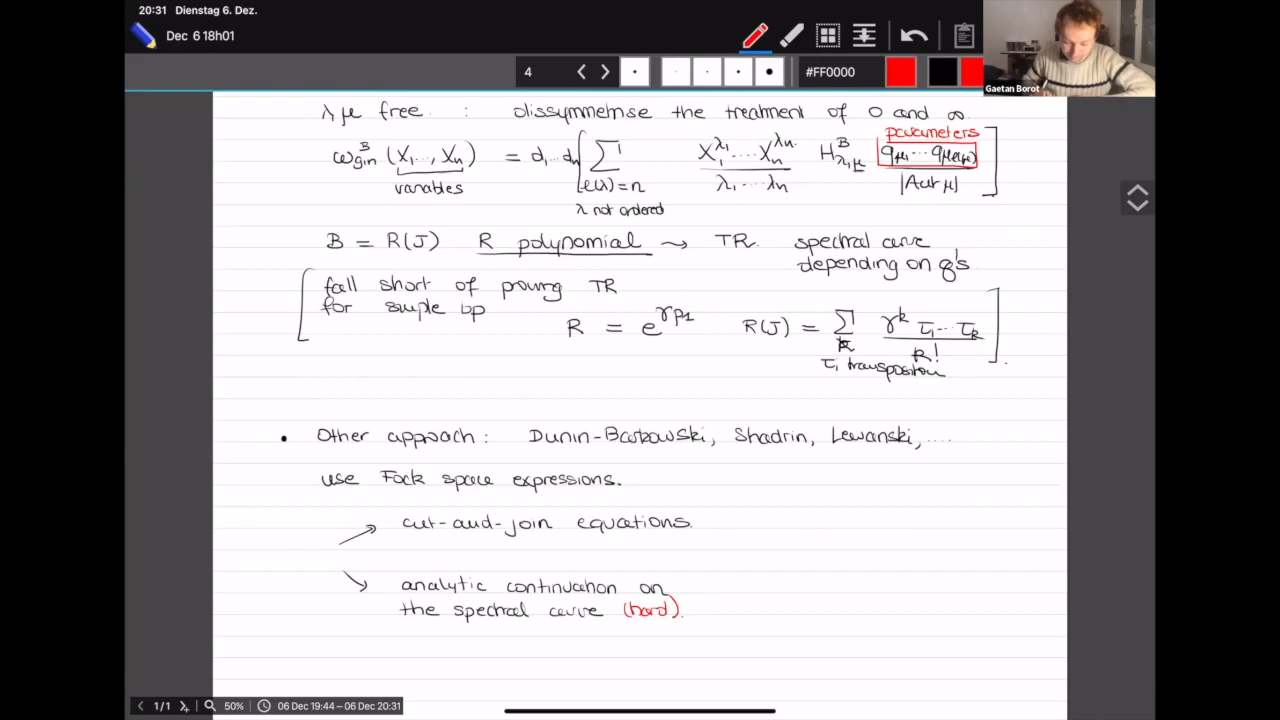 20:31 Dienstag 6. Dez.
Dec 6 18h01
4 #FF0000
Gaetan Borot
λ μ free : dissymmetrise the treatment of 0 and ∞
parameters
ω^B_{g,n} (X_1..., X_n) = d_1...d_n [ Σ X_1^{λ_1} .... X_n^{λ_n} / λ_1 ... λ_n H^B_{λ,μ} q_{μ_1} ... q_{μ_{ℓ(μ)}} / |Aut μ| ]
variables ℓ(λ)=n
λ not ordered
B = R(J) R polynomial ⇝ TR. spectral curve
depending on q's
[ fall short of proving TR
for simple bp
R = e^{γ p_2} R(J) = Σ_k γ^k τ_1 ... τ_k / k! ].
τ_i transposition
• Other approach : Dunin-Barkowski, Shadrin, Lewanski, ....
use Fock space expressions.
↗ cut-and-join equations.
↘ analytic continuation on
the spectral curve (hard).
1/1 50% 06 Dec 19:44 – 06 Dec 20:31